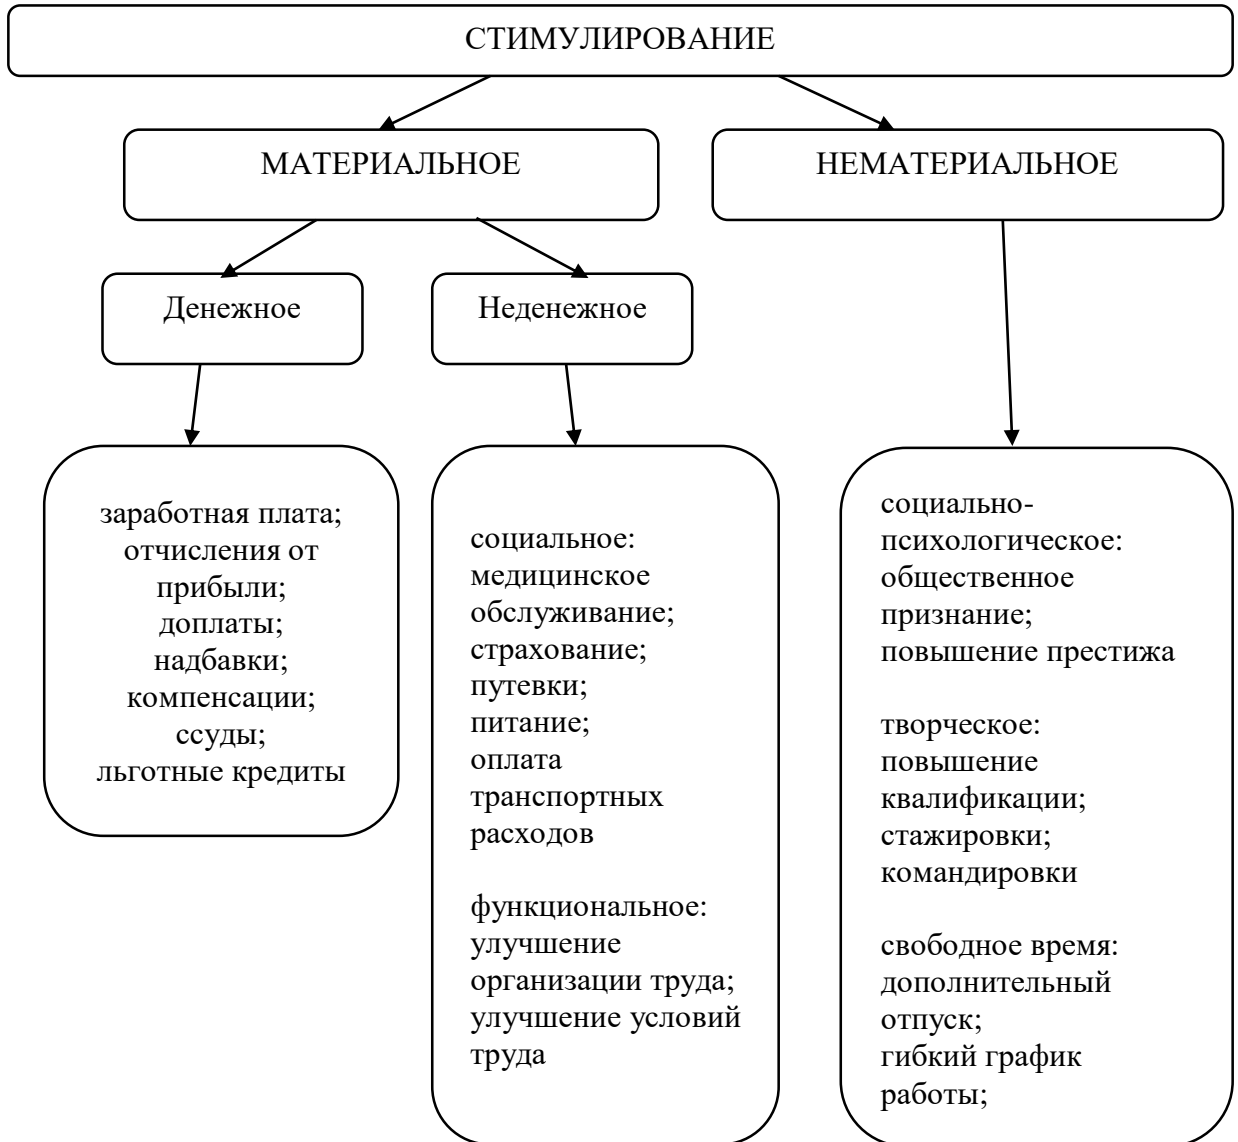 СТИМУЛИРОВАНИЕ
МАТЕРИАЛЬНОЕ
НЕМАТЕРИАЛЬНОЕ
Денежное
Неденежное
заработная плата;
отчисления от
прибыли;
доплаты;
надбавки;
компенсации;
ссуды;
льготные кредиты
социальное:
медицинское
обслуживание;
страхование;
путевки;
питание;
оплата
транспортных
расходов
функциональное:
улучшение
организации труда;
улучшение условий
труда
социально-
психологическое:
общественное
признание;
повышение престижа
творческое:
повышение
квалификации;
стажировки;
командировки
свободное время:
дополнительный
отпуск;
гибкий график
работы;